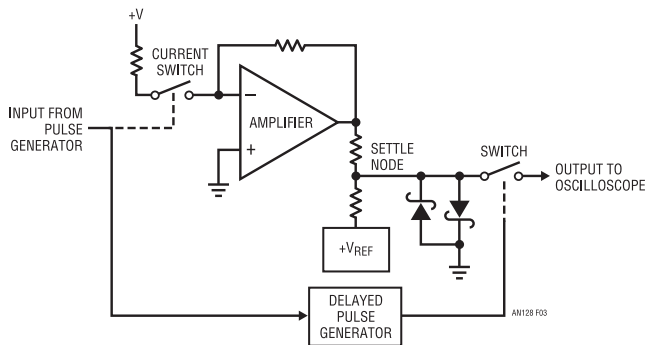 +V
CURRENT
SWITCH
INPUT FROM
PULSE
GENERATOR
–
+
AMPLIFIER
SETTLE
NODE
SWITCH
OUTPUT TO
OSCILLOSCOPE
+VREF
DELAYED
PULSE
GENERATOR
AN128 F03